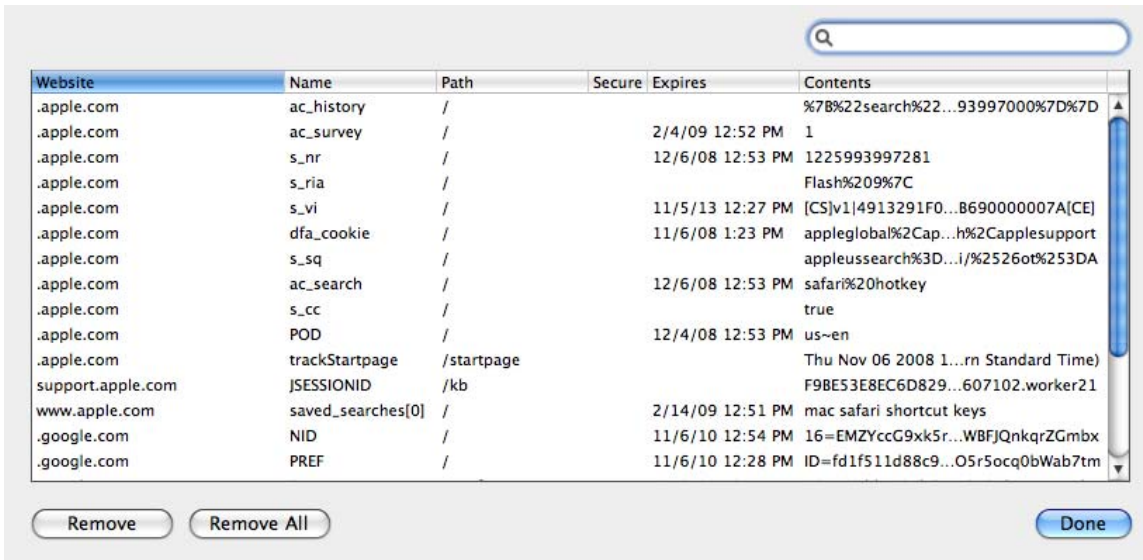 Website Name Path Secure Expires Contents
.apple.com ac_history / %7B%22search%22...93997000%7D%7D
.apple.com ac_survey / 2/4/09 12:52 PM 1
.apple.com s_nr / 12/6/08 12:53 PM 1225993997281
.apple.com s_ria / Flash%209%7C
.apple.com s_vi / 11/5/13 12:27 PM [CS]v1|4913291F0...B690000007A[CE]
.apple.com dfa_cookie / 11/6/08 1:23 PM appleglobal%2Cap...h%2Capplesupport
.apple.com s_sq / appleussearch%3D...i/%2526ot%253DA
.apple.com ac_search / 12/6/08 12:53 PM safari%20hotkey
.apple.com s_cc / true
.apple.com POD / 12/4/08 12:53 PM us~en
.apple.com trackStartpage /startpage Thu Nov 06 2008 1...rn Standard Time)
support.apple.com JSESSIONID /kb F9BE53E8EC6D829...607102.worker21
www.apple.com saved_searches[0] / 2/14/09 12:51 PM mac safari shortcut keys
.google.com NID / 11/6/10 12:54 PM 16=EMZYccG9xk5r...WBFJQnkqrZGmbx
.google.com PREF / 11/6/10 12:28 PM ID=fd1f511d88c9...O5r5ocq0bWab7tm
Remove Remove All Done